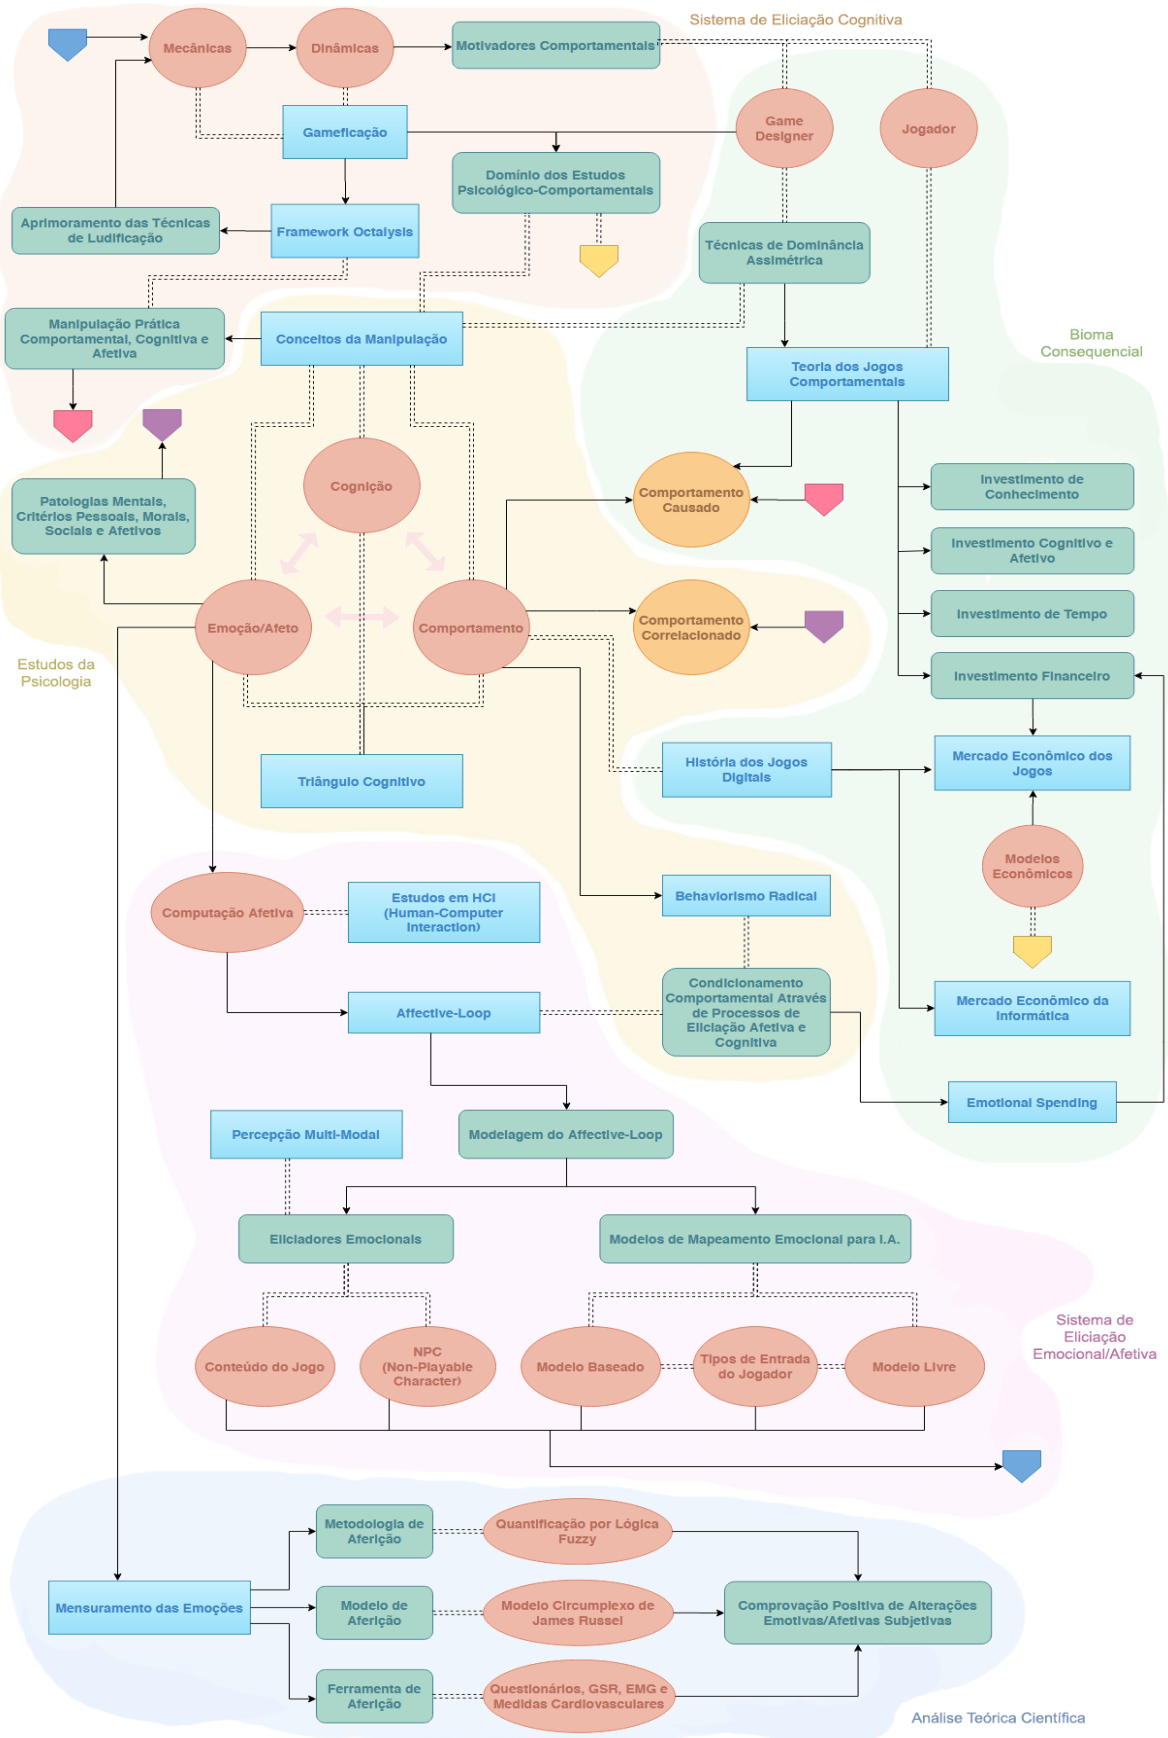 Sistema de Eliciação Cognitiva
Mecânicas
Dinâmicas
Motivadores Comportamentais
Gameficação
Game
Designer
Jogador
Domínio dos Estudos
Psicológico-Comportamentais
Aprimoramento das Técnicas
de Ludificação
Framework Octalysis
Técnicas de Dominância
Assimétrica
Manipulação Prática
Comportamental, Cognitiva e
Afetiva
Conceitos da Manipulação
Bioma
Consequencial
Teoria dos Jogos
Comportamentais
Cognição
Comportamento
Causado
Investimento de
Conhecimento
Patologias Mentais,
Critérios Pessoais, Morais,
Sociais e Afetivos
Investimento Cognitivo e
Afetivo
Emoção/Afeto
Comportamento
Comportamento
Correlacionado
Investimento de Tempo
Estudos da
Psicologia
Investimento Financeiro
Triângulo Cognitivo
História dos Jogos
Digitais
Mercado Econômico dos
Jogos
Modelos
Econômicos
Computação Afetiva
Estudos em HCI
(Human-Computer
Interaction)
Behaviorismo Radical
Affective-Loop
Condicionamento
Comportamental Através
de Processos de
Eliciação Afetiva e
Cognitiva
Mercado Econômico da
Informática
Emotional Spending
Percepção Multi-Modal
Modelagem do Affective-Loop
Eliciadores Emocionais
Modelos de Mapeamento Emocional para I.A.
Sistema de
Eliciação
Emocional/Afetiva
Conteúdo do Jogo
NPC
(Non-Playable
Character)
Modelo Baseado
Tipos de Entrada
do Jogador
Modelo Livre
Metodologia de
Aferição
Quantificação por Lógica
Fuzzy
Mensuramento das Emoções
Modelo de
Aferição
Modelo Circumplexo de
James Russel
Comprovação Positiva de Alterações
Emotivas/Afetivas Subjetivas
Ferramenta de
Aferição
Questionários, GSR, EMG e
Medidas Cardiovasculares
Análise Teórica Científica